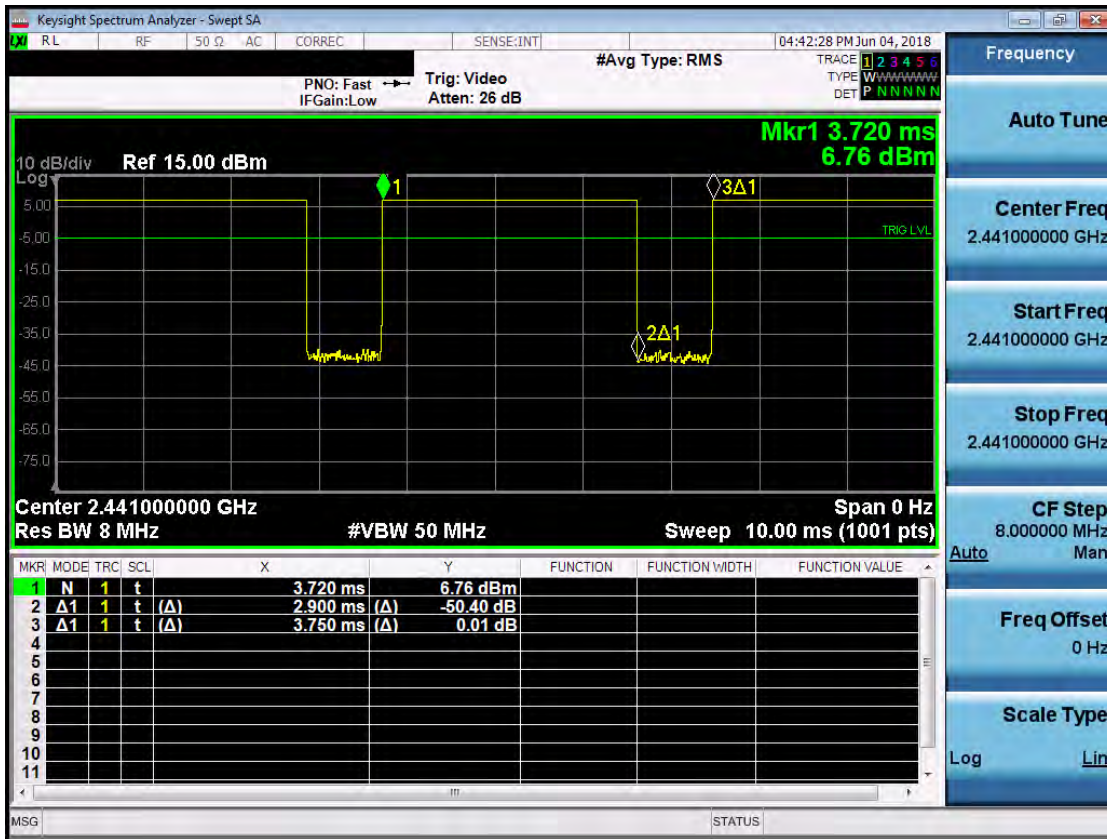 Keysight Spectrum Analyzer - Swept SA
LXI RL RF 50 Ω AC CORREC SENSE:INT 04:42:28 PM Jun 04, 2018
#Avg Type: RMS
TRACE 1 2 3 4 5 6
PNO: Fast Trig: Video TYPE WWWWWW
IFGain:Low Atten: 26 dB DET P N N N N N
Mkr1 3.720 ms
6.76 dBm
10 dB/div Ref 15.00 dBm
Log
1
3Δ1
5.00
TRIG LVL
-5.00
-15.0
-25.0
-35.0
2Δ1
-45.0
-55.0
-65.0
-75.0
Center 2.441000000 GHz Span 0 Hz
Res BW 8 MHz #VBW 50 MHz Sweep 10.00 ms (1001 pts)
MKR MODE TRC SCL X Y FUNCTION FUNCTION WIDTH FUNCTION VALUE
1 N 1 t 3.720 ms 6.76 dBm
2 Δ1 1 t (Δ) 2.900 ms (Δ) -50.40 dB
3 Δ1 1 t (Δ) 3.750 ms (Δ) 0.01 dB
4
5
6
7
8
9
10
11
MSG STATUS
Frequency
Auto Tune
Center Freq
2.441000000 GHz
Start Freq
2.441000000 GHz
Stop Freq
2.441000000 GHz
CF Step
8.000000 MHz
Auto Man
Freq Offset
0 Hz
Scale Type
Log Lin